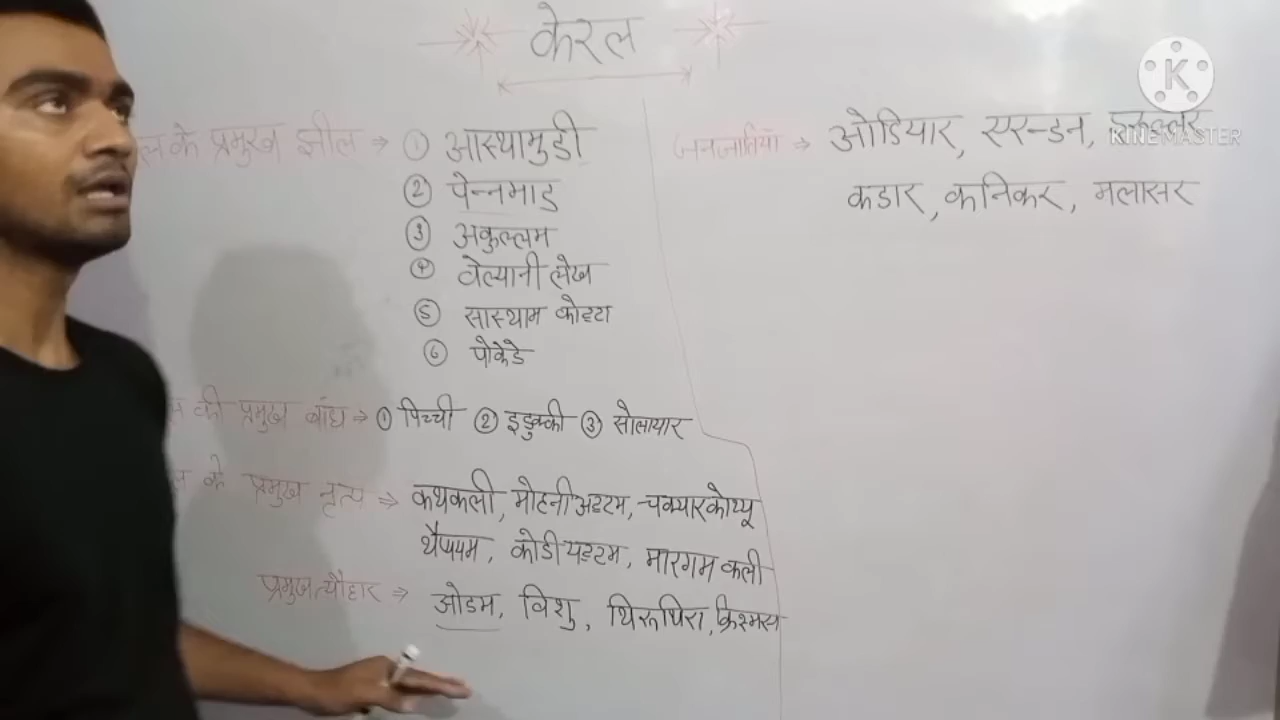 केरल
ल के प्रमुख झील ⇒ ① आस्थामुडी
② पेन्नमाड
③ अकुल्लम
④ वेल्यानी लेख
⑤ सास्थाम कोट्टा
⑥ पोकेडे
की प्रमुख बांध ⇒ ① पिच्ची ② इडुक्की ③ सोलायार
ल के प्रमुख नृत्य ⇒ कथकली, मोहनीअट्टम, चक्यारकोथ्यू
थैय्यम, कोडीयट्टम, मारगम कली
प्रमुख त्यौहार ⇒ ओडम, विशु, थिरुथिरा, क्रिश्मस
जनजातियाँ ⇒ ओडियार, एरन्डन,
कडार, कनिकर, मलासर
K
KINEMASTER